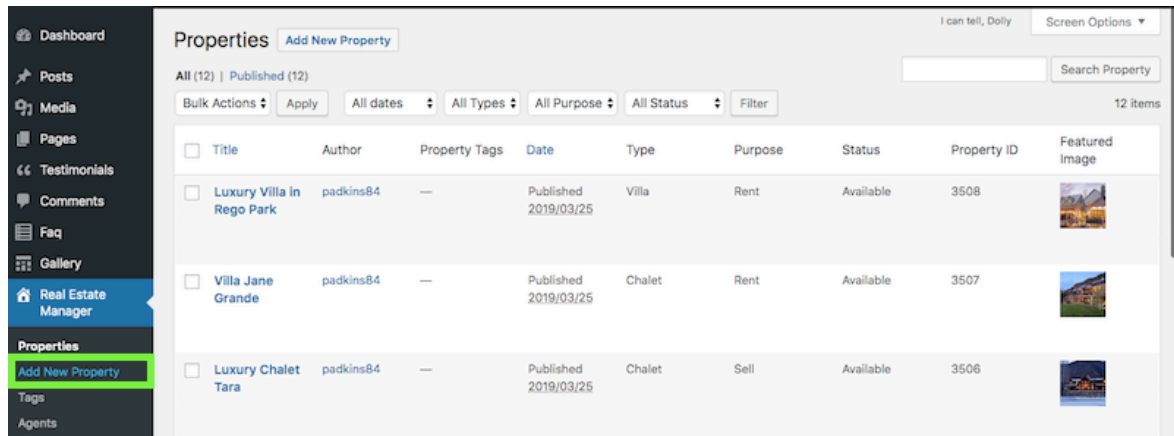 I can tell, Dolly
Screen Options ▼
Dashboard
Posts
Media
Pages
Testimonials
Comments
Faq
Gallery
Real Estate
Manager
Properties
Add New Property
Tags
Agents
Properties Add New Property
All (12) | Published (12)
Search Property
Bulk Actions Apply All dates All Types All Purpose All Status Filter 12 items
Title Author Property Tags Date Type Purpose Status Property ID Featured
Image
Luxury Villa in padkins84 — Published Villa Rent Available 3508
Rego Park 2019/03/25
Villa Jane padkins84 — Published Chalet Rent Available 3507
Grande 2019/03/25
Luxury Chalet padkins84 — Published Chalet Sell Available 3506
Tara 2019/03/25